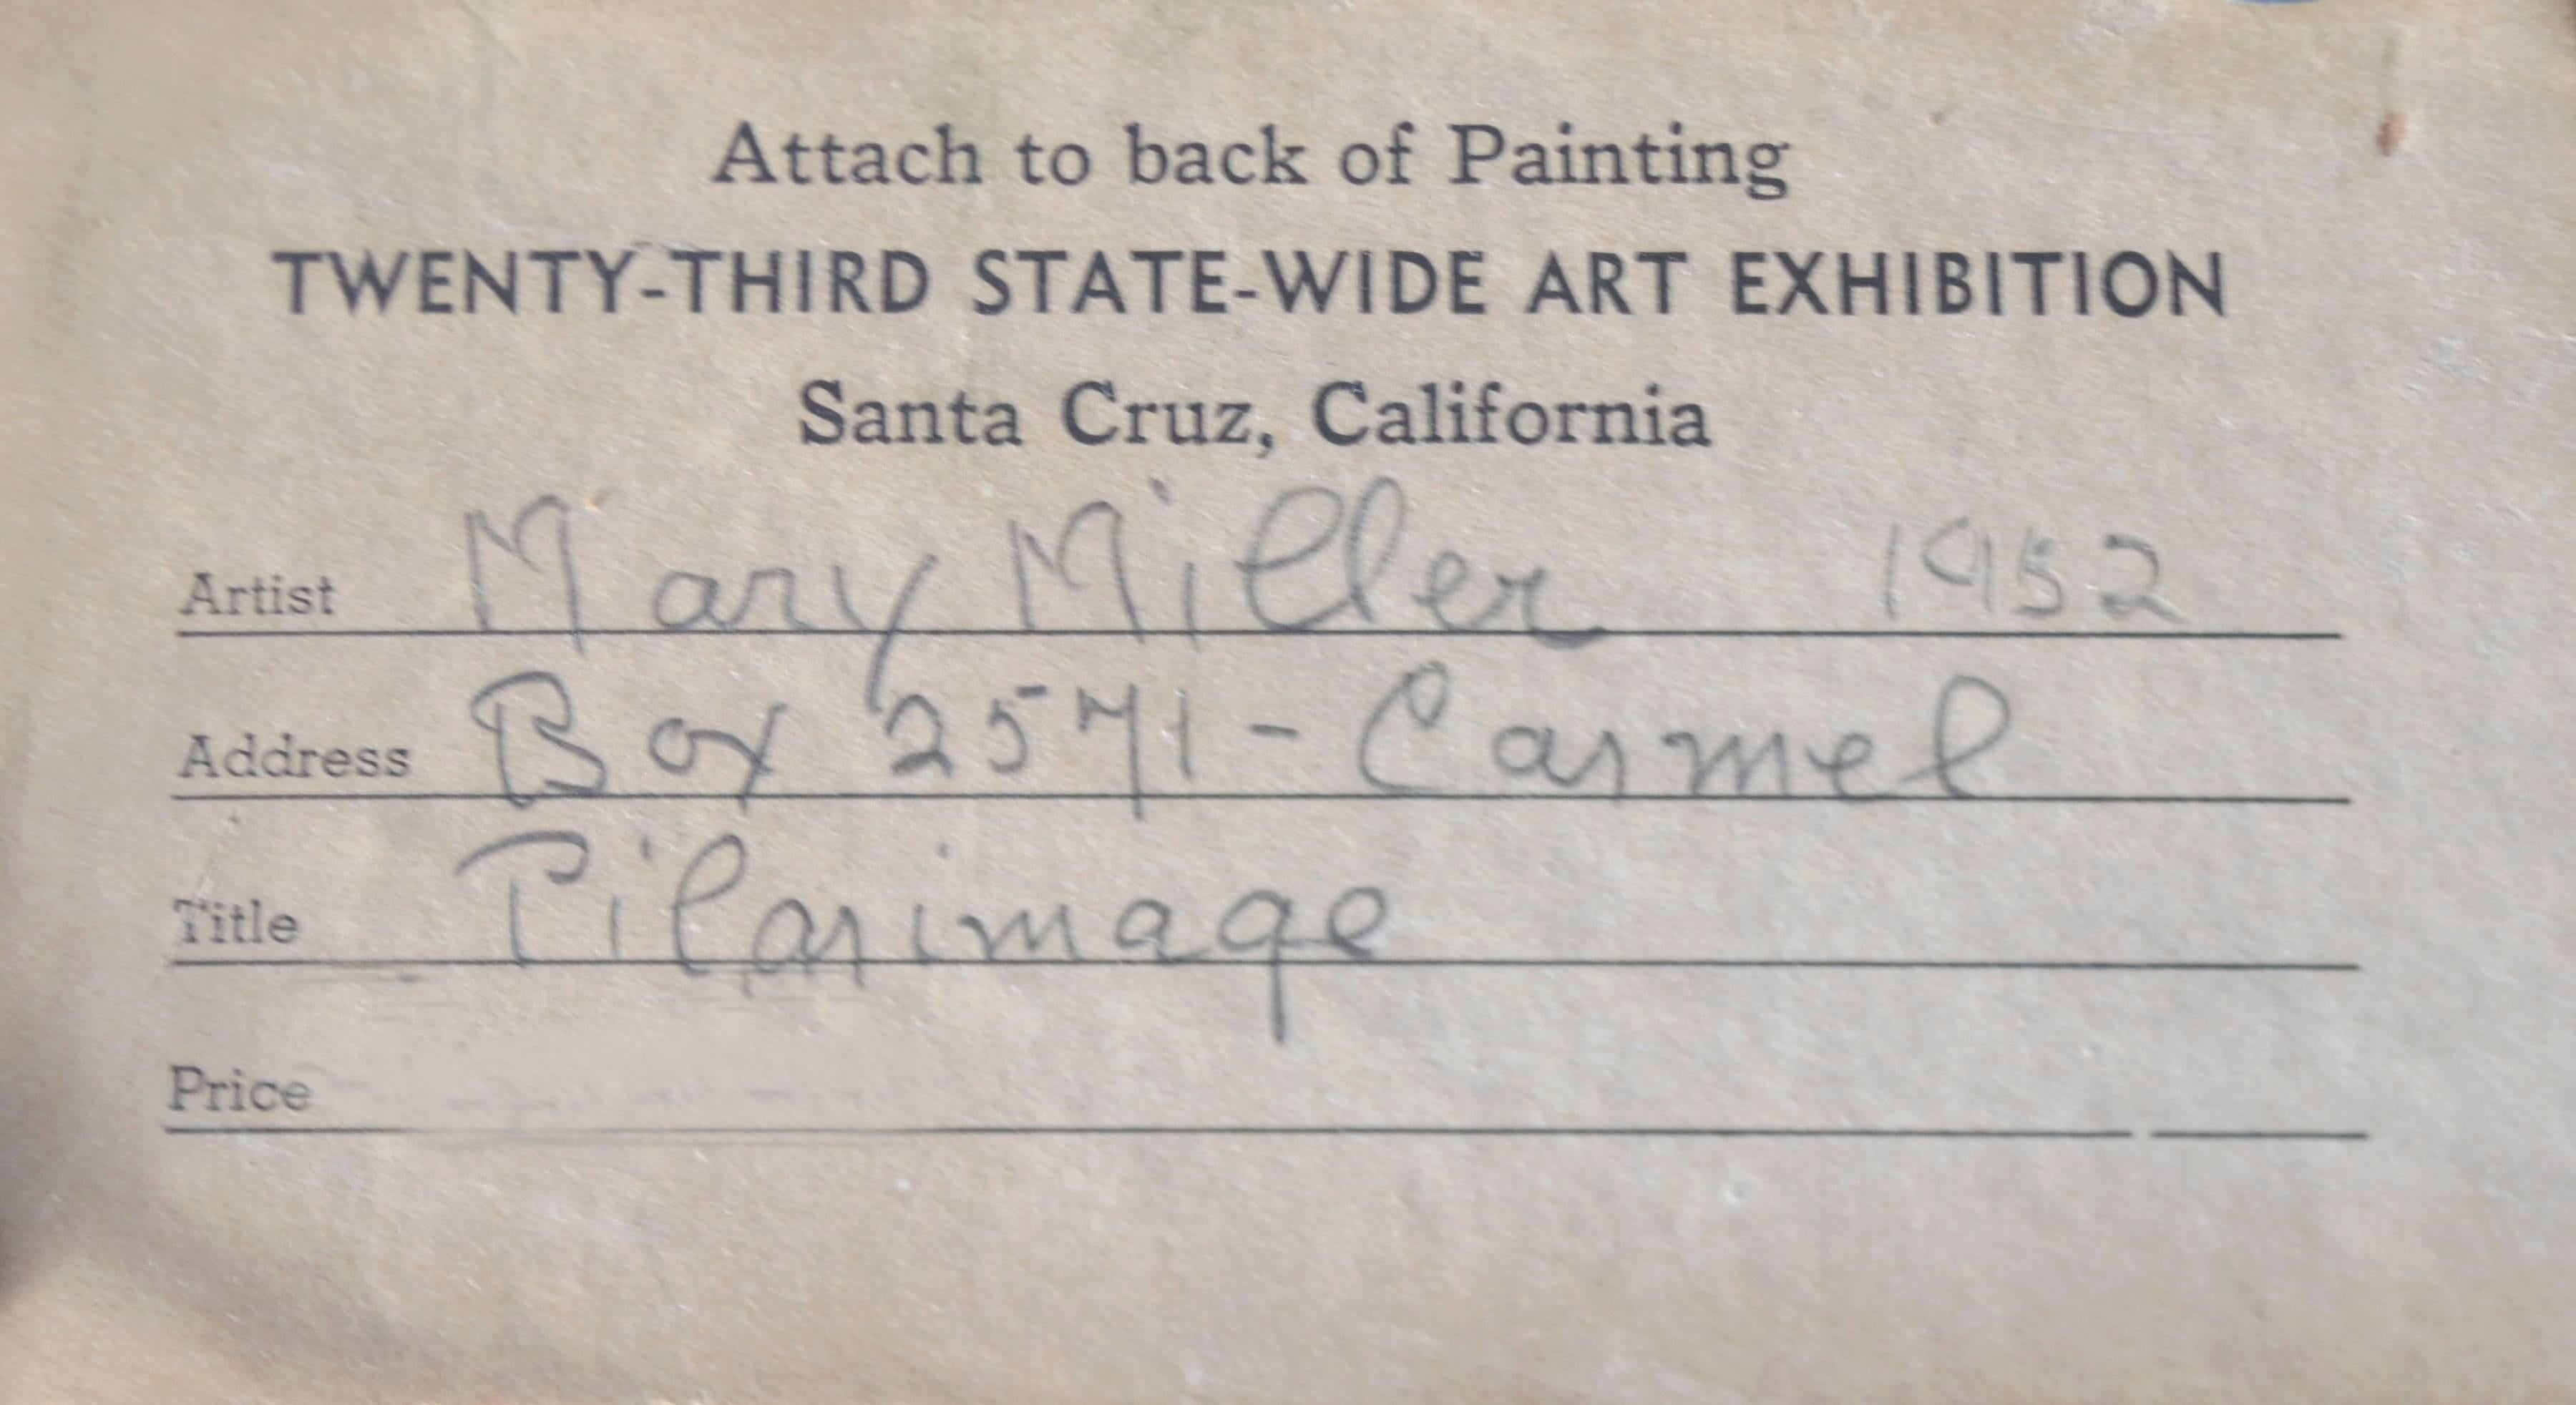 Attach to back of Painting
TWENTY-THIRD STATE-WIDE ART EXHIBITION
Santa Cruz, California
Artist Mary Miller 1952
Address Box 2571 - Carmel
Title Pilgrimage
Price